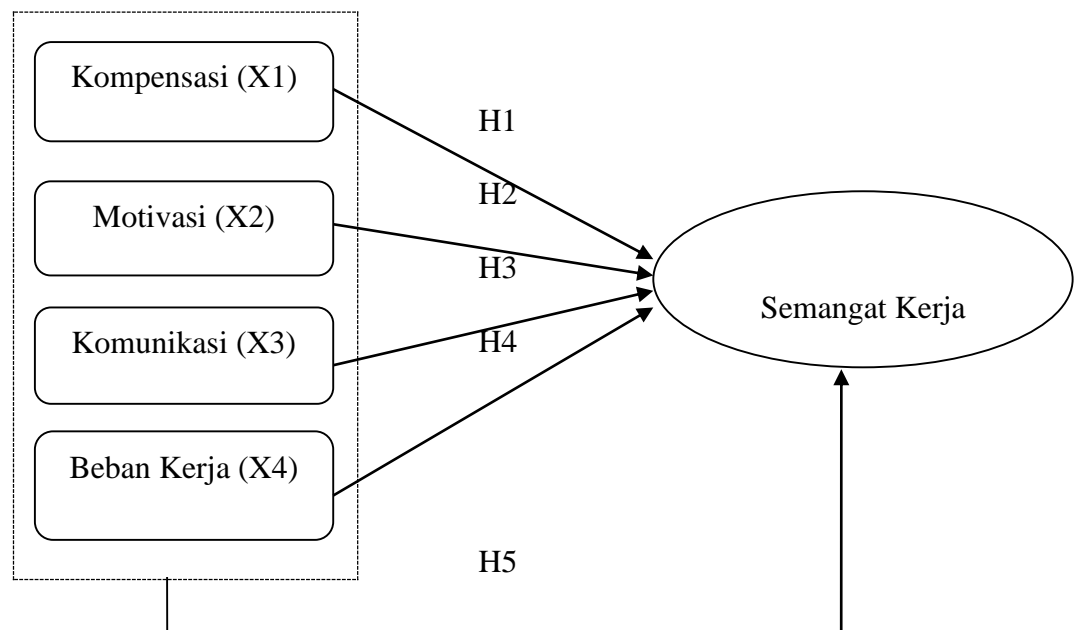 Kompensasi (X1)
H1
H2
Motivasi (X2)
H3
Semangat Kerja
Komunikasi (X3)
H4
Beban Kerja (X4)
H5